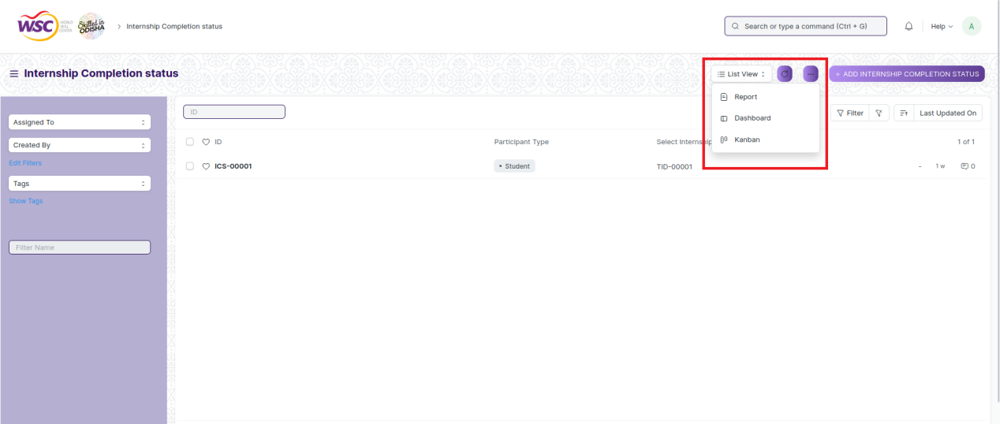 WSC WORLD SKILL CENTER Skilled in ODISHA > Internship Completion status
Search or type a command (Ctrl + G)
Help
A
Internship Completion status
List View
...
+ ADD INTERNSHIP COMPLETION STATUS
Report
Dashboard
Kanban
Assigned To
Created By
Edit Filters
Tags
Show Tags
Filter Name
ID
Filter
Last Updated On
ID Participant Type Select Internship 1 of 1
ICS-00001 • Student TID-00001 - 1 w 0